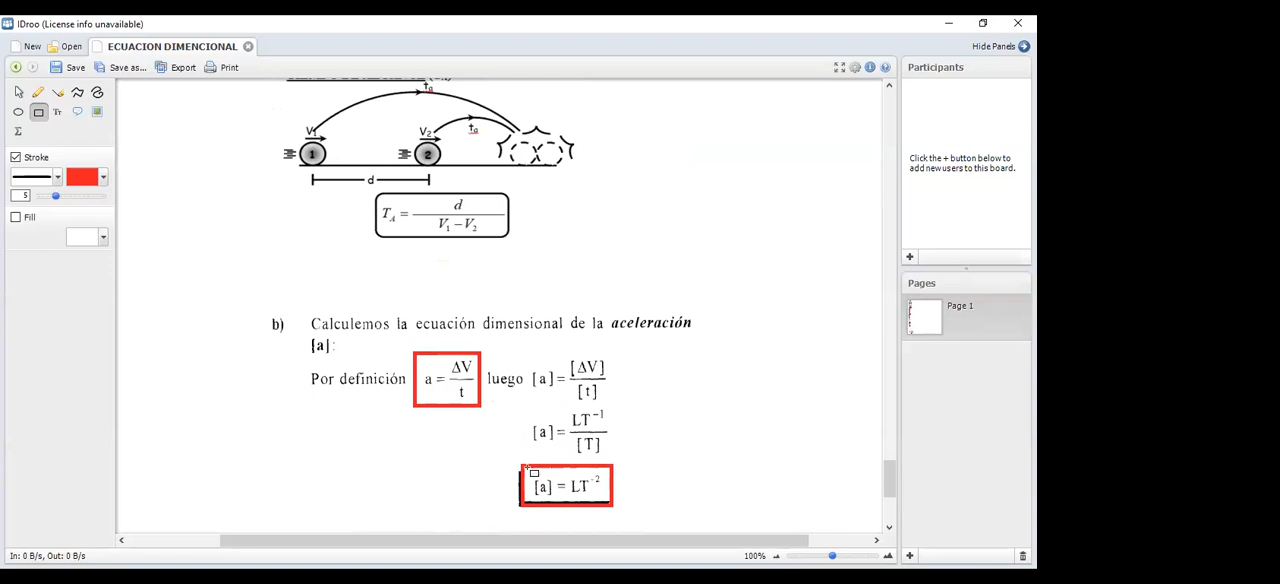 IDroo (License info unavailable)
New Open ECUACION DIMENCIONAL Hide Panels
Save Save as... Export Print
Participants
Click the + button below to
add new users to this board.
Tт
Σ
Stroke
5
Fill
tₐ
V₁ V₂ tₐ
1 2
d
T_A = d / (V₁ – V₂)
b) Calculemos la ecuación dimensional de la aceleración
[a]:
Por definición a = ΔV / t luego [a] = [ΔV] / [t]
[a] = LT⁻¹ / [T]
[a] = LT⁻²
Pages
Page 1
In: 0 B/s, Out: 0 B/s 100%